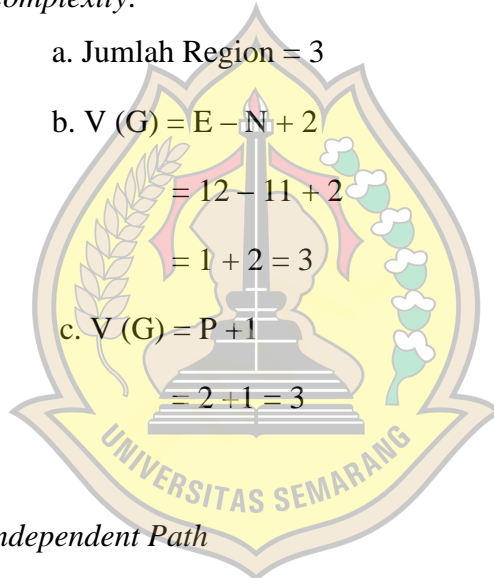 omplexity.
a. Jumlah Region = 3
b. V (G) = E – N + 2
= 12 – 11 + 2
= 1 + 2 = 3
c. V (G) = P +1
= 2 +1 = 3
UNIVERSITAS SEMARANG
ndependent Path